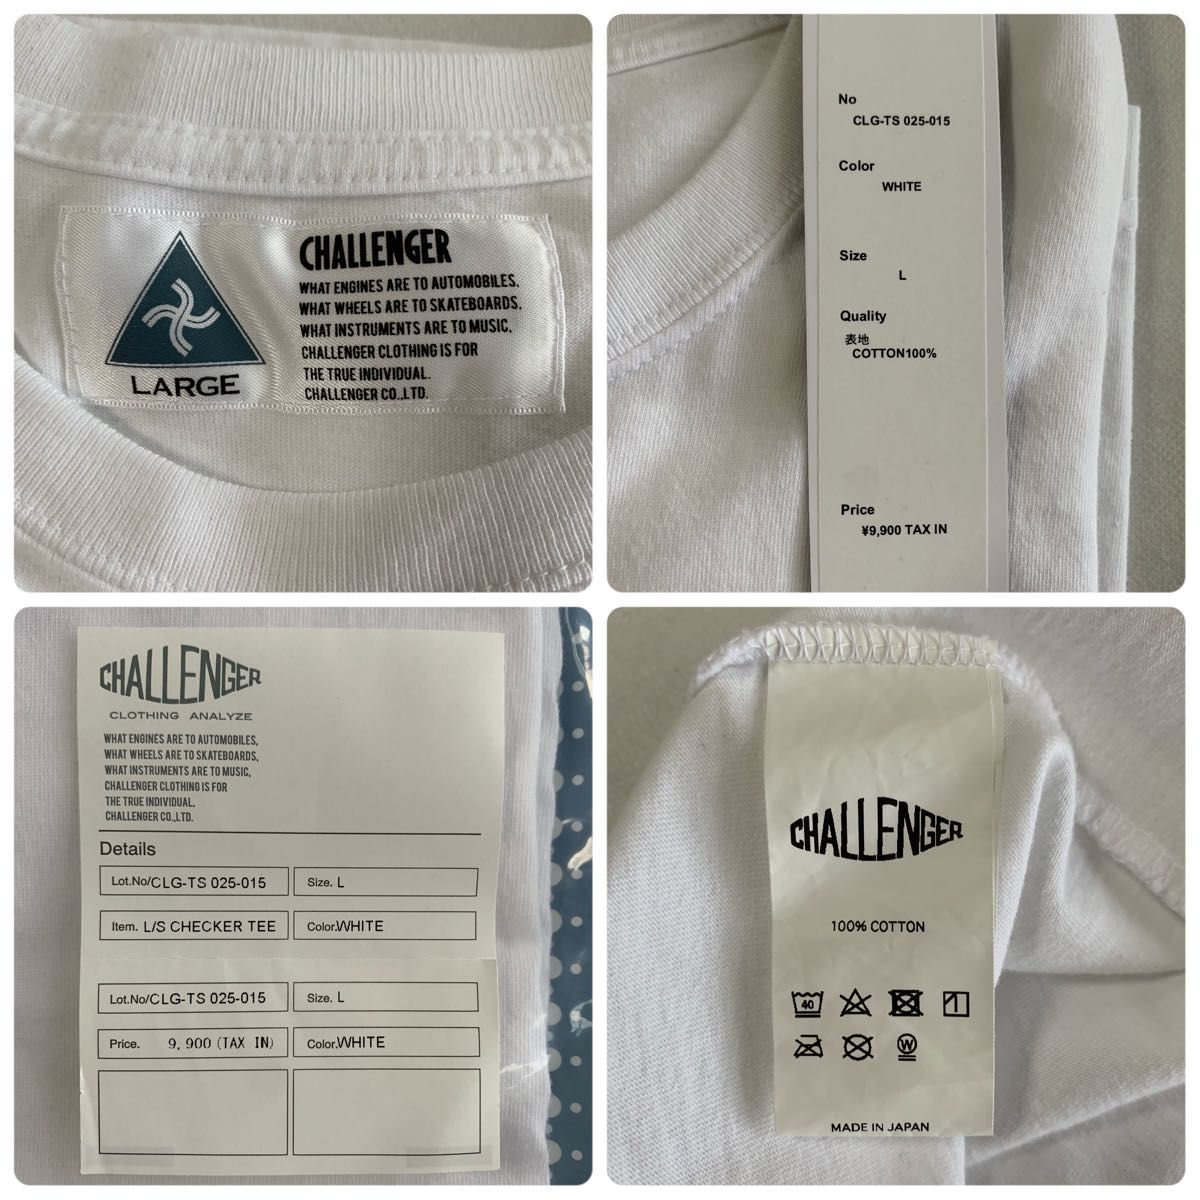 CHALLENGER
WHAT ENGINES ARE TO AUTOMOBILES.
WHAT WHEELS ARE TO SKATEBOARDS.
WHAT INSTRUMENTS ARE TO MUSIC.
CHALLENGER CLOTHING IS FOR
THE TRUE INDIVIDUAL.
CHALLENGER CO.,LTD.
LARGE
No
CLG-TS 025-015
Color
WHITE
Size
L
Quality
表地
COTTON100%
Price
¥9,900 TAX IN
CHALLENGER
CLOTHING ANALYZE
WHAT ENGINES ARE TO AUTOMOBILES,
WHAT WHEELS ARE TO SKATEBOARDS,
WHAT INSTRUMENTS ARE TO MUSIC,
CHALLENGER CLOTHING IS FOR
THE TRUE INDIVIDUAL.
CHALLENGER CO.,LTD.
Details
Lot.No/CLG-TS 025-015 Size. L
Item. L/S CHECKER TEE Color.WHITE
Lot.No/CLG-TS 025-015 Size. L
Price. 9,900 (TAX IN) Color.WHITE
CHALLENGER
100% COTTON
40
W
MADE IN JAPAN